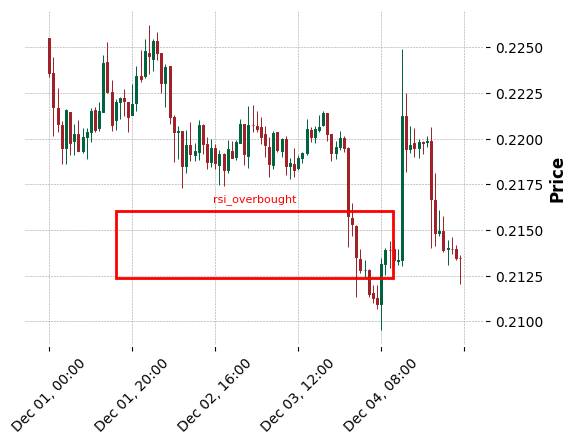 0.2250
0.2225
0.2200
0.2175
0.2150
0.2125
0.2100
Price
rsi_overbought
Dec 01, 00:00
Dec 01, 20:00
Dec 02, 16:00
Dec 03, 12:00
Dec 04, 08:00